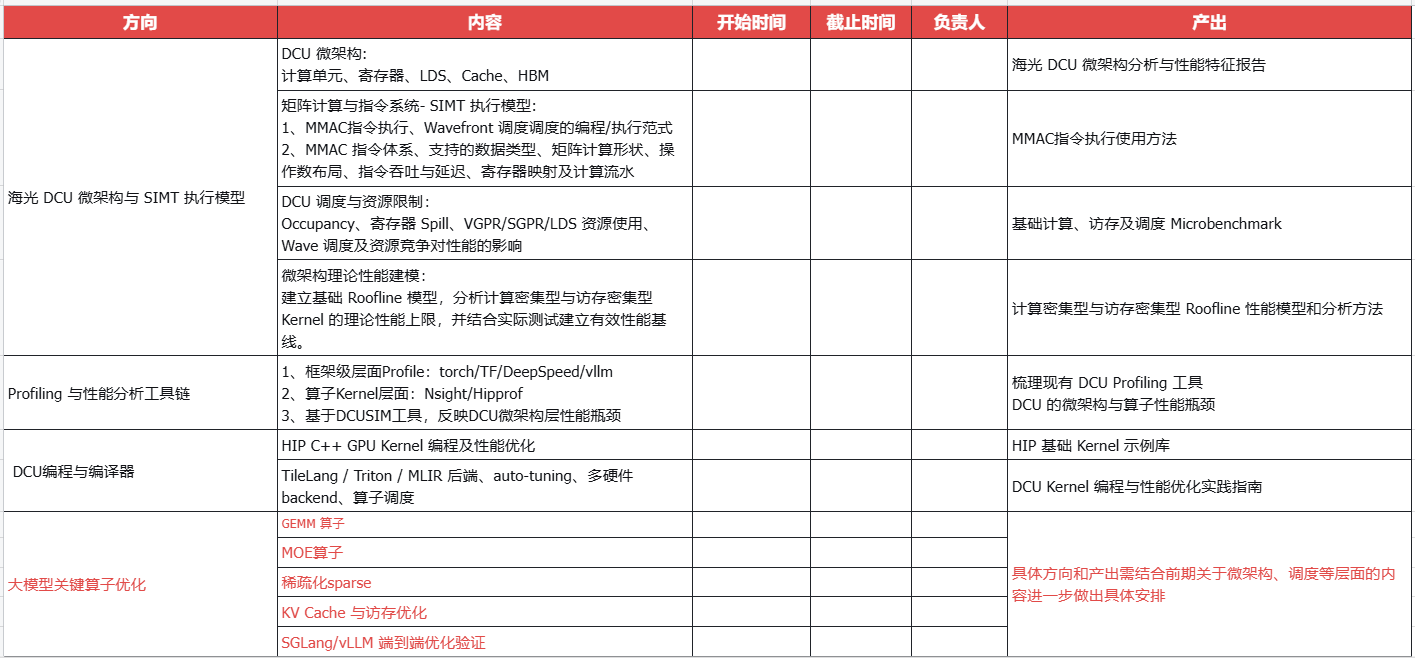 方向 内容 开始时间 截止时间 负责人 产出
海光 DCU 微架构与 SIMT 执行模型
DCU 微架构:
计算单元、寄存器、LDS、Cache、HBM
海光 DCU 微架构分析与性能特征报告
矩阵计算与指令系统- SIMT 执行模型:
1、MMAC指令执行、Wavefront 调度调度的编程/执行范式
2、MMAC 指令体系、支持的数据类型、矩阵计算形状、操
作数布局、指令吞吐与延迟、寄存器映射及计算流水
MMAC指令执行使用方法
DCU 调度与资源限制:
Occupancy、寄存器 Spill、VGPR/SGPR/LDS 资源使用、
Wave 调度及资源竞争对性能的影响
基础计算、访存及调度 Microbenchmark
微架构理论性能建模:
建立基础 Roofline 模型，分析计算密集型与访存密集型
Kernel 的理论性能上限，并结合实际测试建立有效性能基
线。
计算密集型与访存密集型 Roofline 性能模型和分析方法
Profiling 与性能分析工具链
1、框架级层面Profile：torch/TF/DeepSpeed/vllm
2、算子Kernel层面：Nsight/Hipprof
3、基于DCUSIM工具，反映DCU微架构层性能瓶颈
梳理现有 DCU Profiling 工具
DCU 的微架构与算子性能瓶颈
DCU编程与编译器
HIP C++ GPU Kernel 编程及性能优化
HIP 基础 Kernel 示例库
TileLang / Triton / MLIR 后端、auto-tuning、多硬件
backend、算子调度
DCU Kernel 编程与性能优化实践指南
大模型关键算子优化
GEMM 算子
MOE算子
稀疏化sparse
KV Cache 与访存优化
SGLang/vLLM 端到端优化验证
具体方向和产出需结合前期关于微架构、调度等层面的内
容进一步做出具体安排